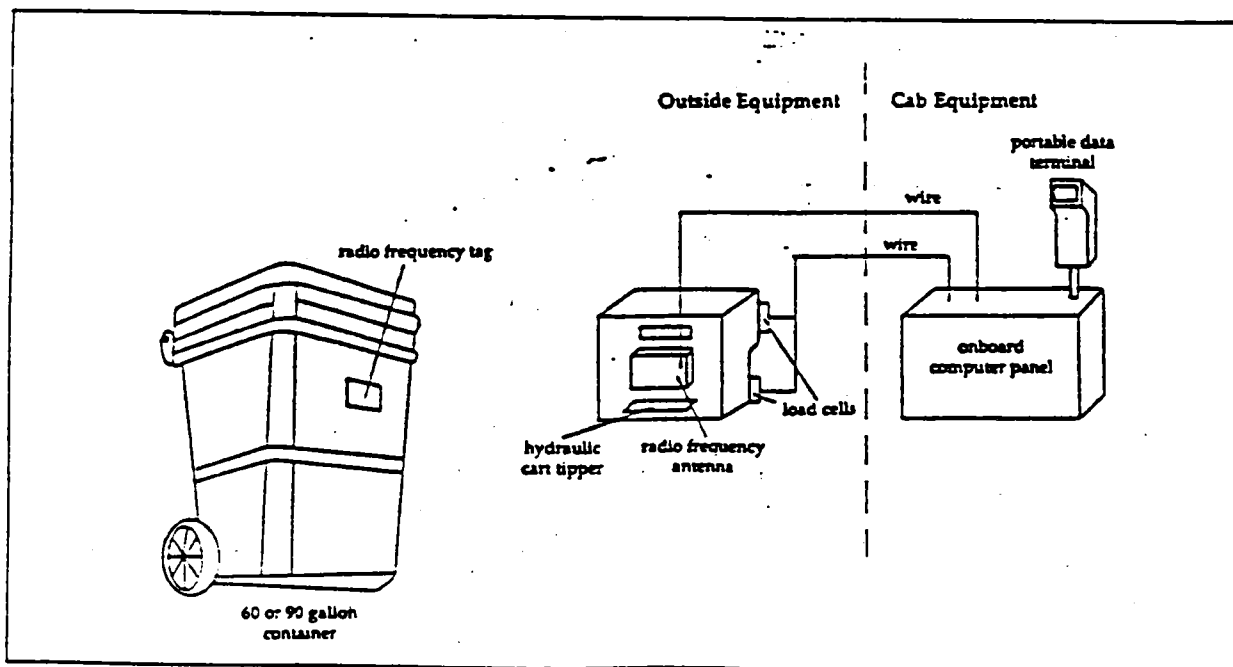 Outside Equipment
Cab Equipment
portable data
terminal
wire
wire
radio frequency tag
onboard
computer panel
load cells
hydraulic
cart tipper
radio frequency
antenna
60 or 90 gallon
container